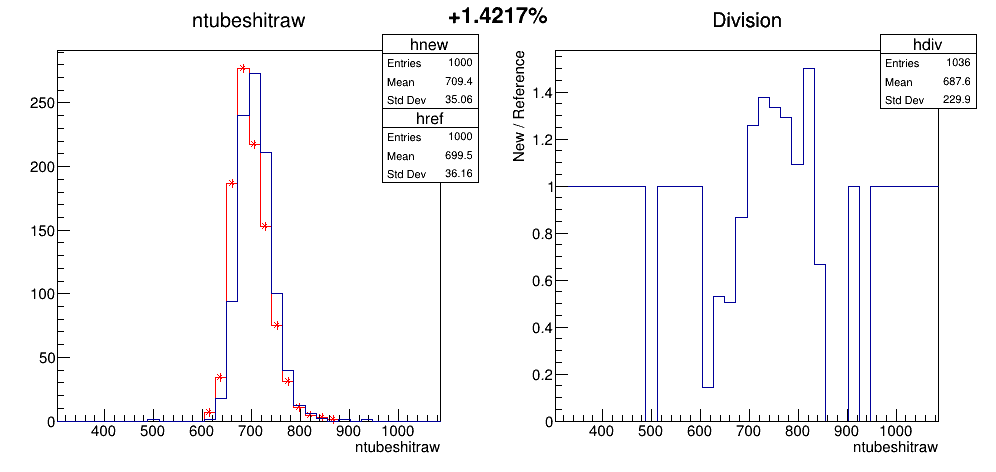 +1.4217%
ntubeshitraw
hnew
Entries 1000
Mean 709.4
Std Dev 35.06
href
Entries 1000
Mean 699.5
Std Dev 36.16
250
200
150
100
50
0
400 500 600 700 800 900 1000
ntubeshitraw
Division
hdiv
Entries 1036
Mean 687.6
Std Dev 229.9
New / Reference
1.4
1.2
1
0.8
0.6
0.4
0.2
0
400 500 600 700 800 900 1000
ntubeshitraw